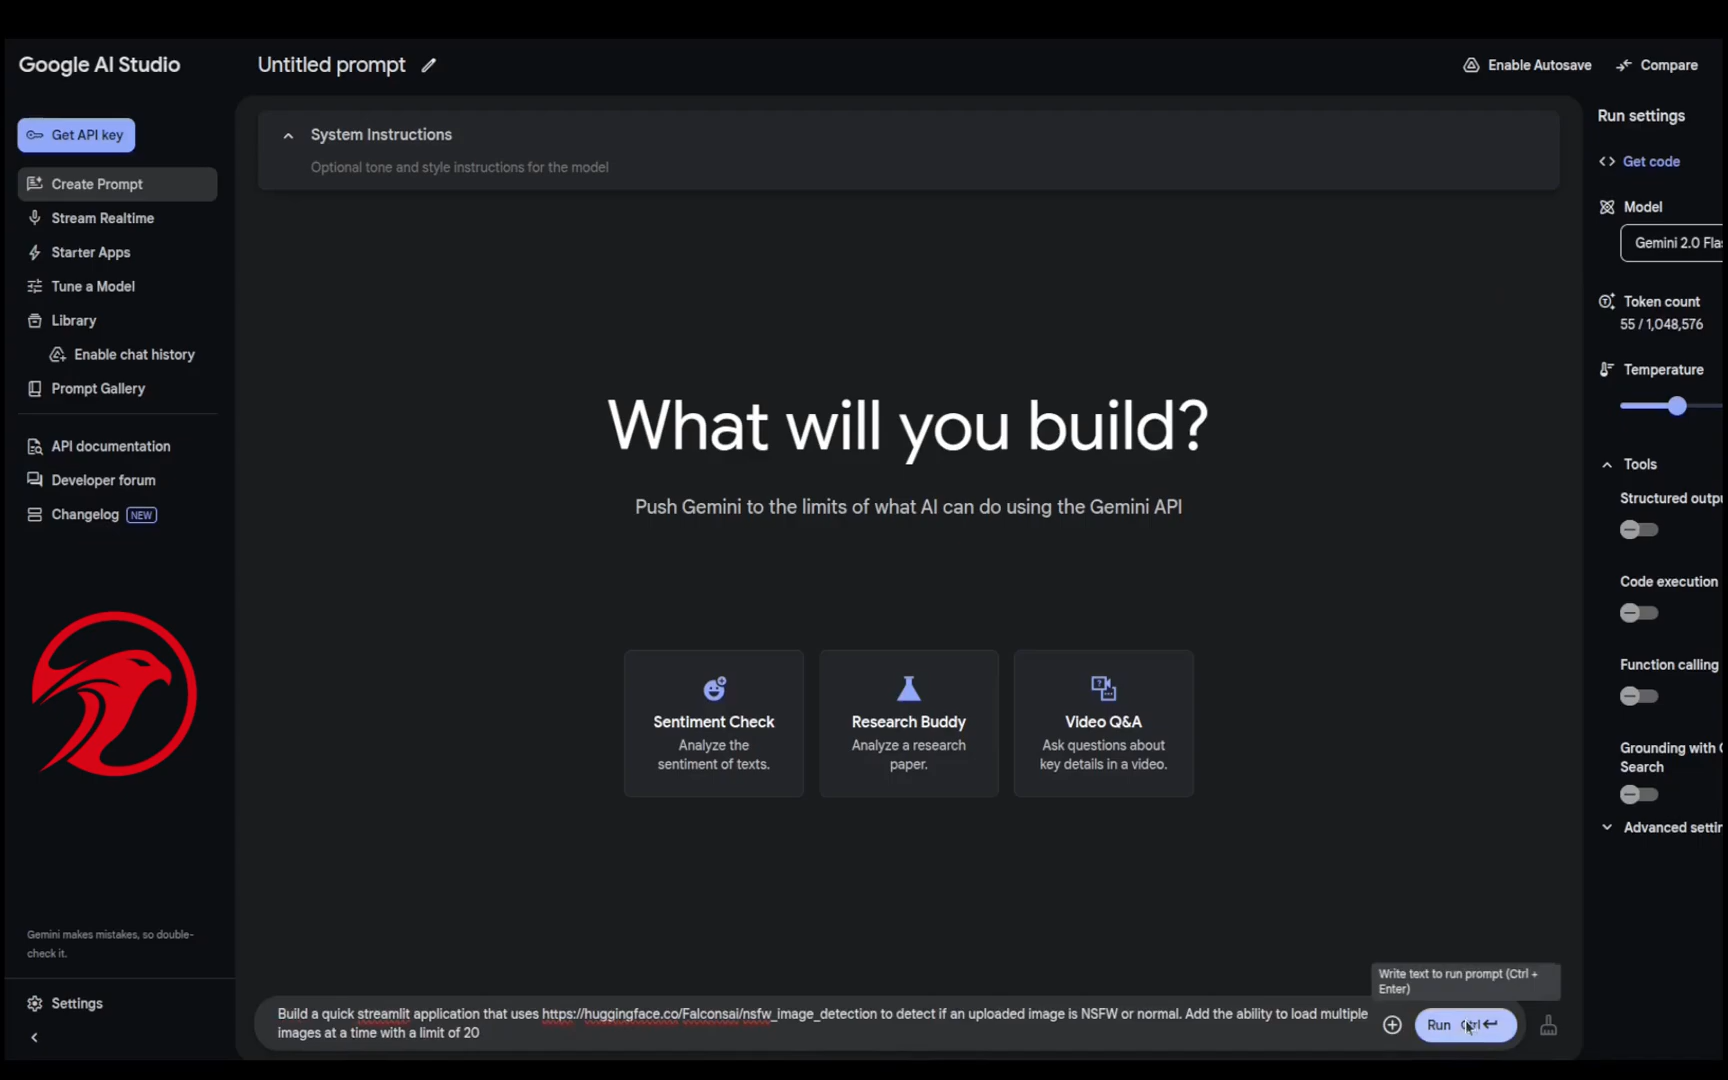 Google AI Studio
Untitled prompt
Enable Autosave
Compare
Get API key
Create Prompt
Stream Realtime
Starter Apps
Tune a Model
Library
Enable chat history
Prompt Gallery
API documentation
Developer forum
Changelog NEW
Gemini makes mistakes, so double-
check it.
Settings
System Instructions
Optional tone and style instructions for the model
What will you build?
Push Gemini to the limits of what AI can do using the Gemini API
Sentiment Check
Analyze the
sentiment of texts.
Research Buddy
Analyze a research
paper.
Video Q&A
Ask questions about
key details in a video.
Write text to run prompt (Ctrl +
Enter)
Build a quick streamlit application that uses https://huggingface.co/Falconsai/nsfw_image_detection to detect if an uploaded image is NSFW or normal. Add the ability to load multiple
images at a time with a limit of 20
Run Ctrl
Run settings
Get code
Model
Gemini 2.0 Fla
Token count
55 / 1,048,576
Temperature
Tools
Structured outpu
Code execution
Function calling
Grounding with
Search
Advanced settin